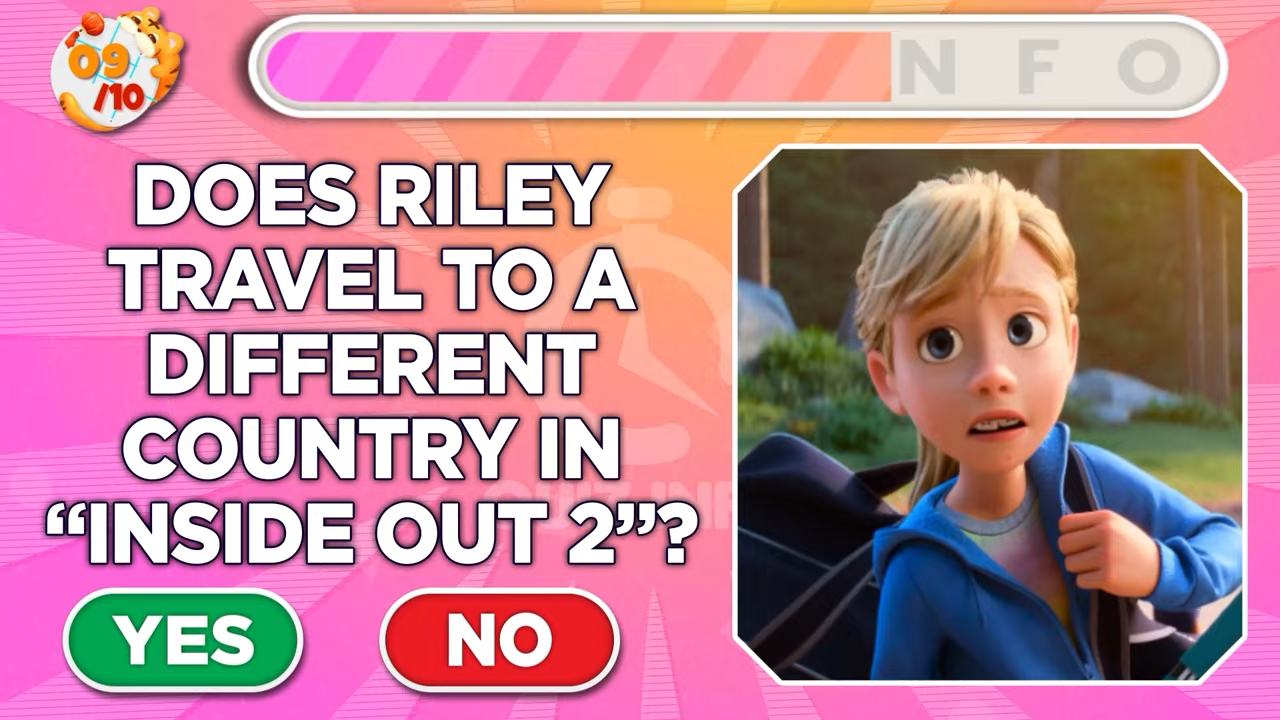 09
/10
N F O
DOES RILEY
TRAVEL TO A
DIFFERENT
COUNTRY IN
“INSIDE OUT 2”?
YES
NO